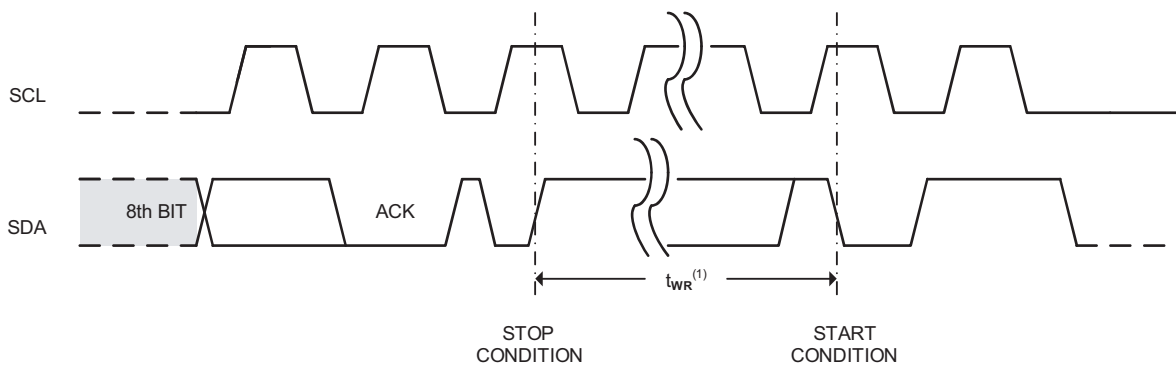 SCL
8th BIT
ACK
SDA
tWR(1)
STOP
CONDITION
START
CONDITION